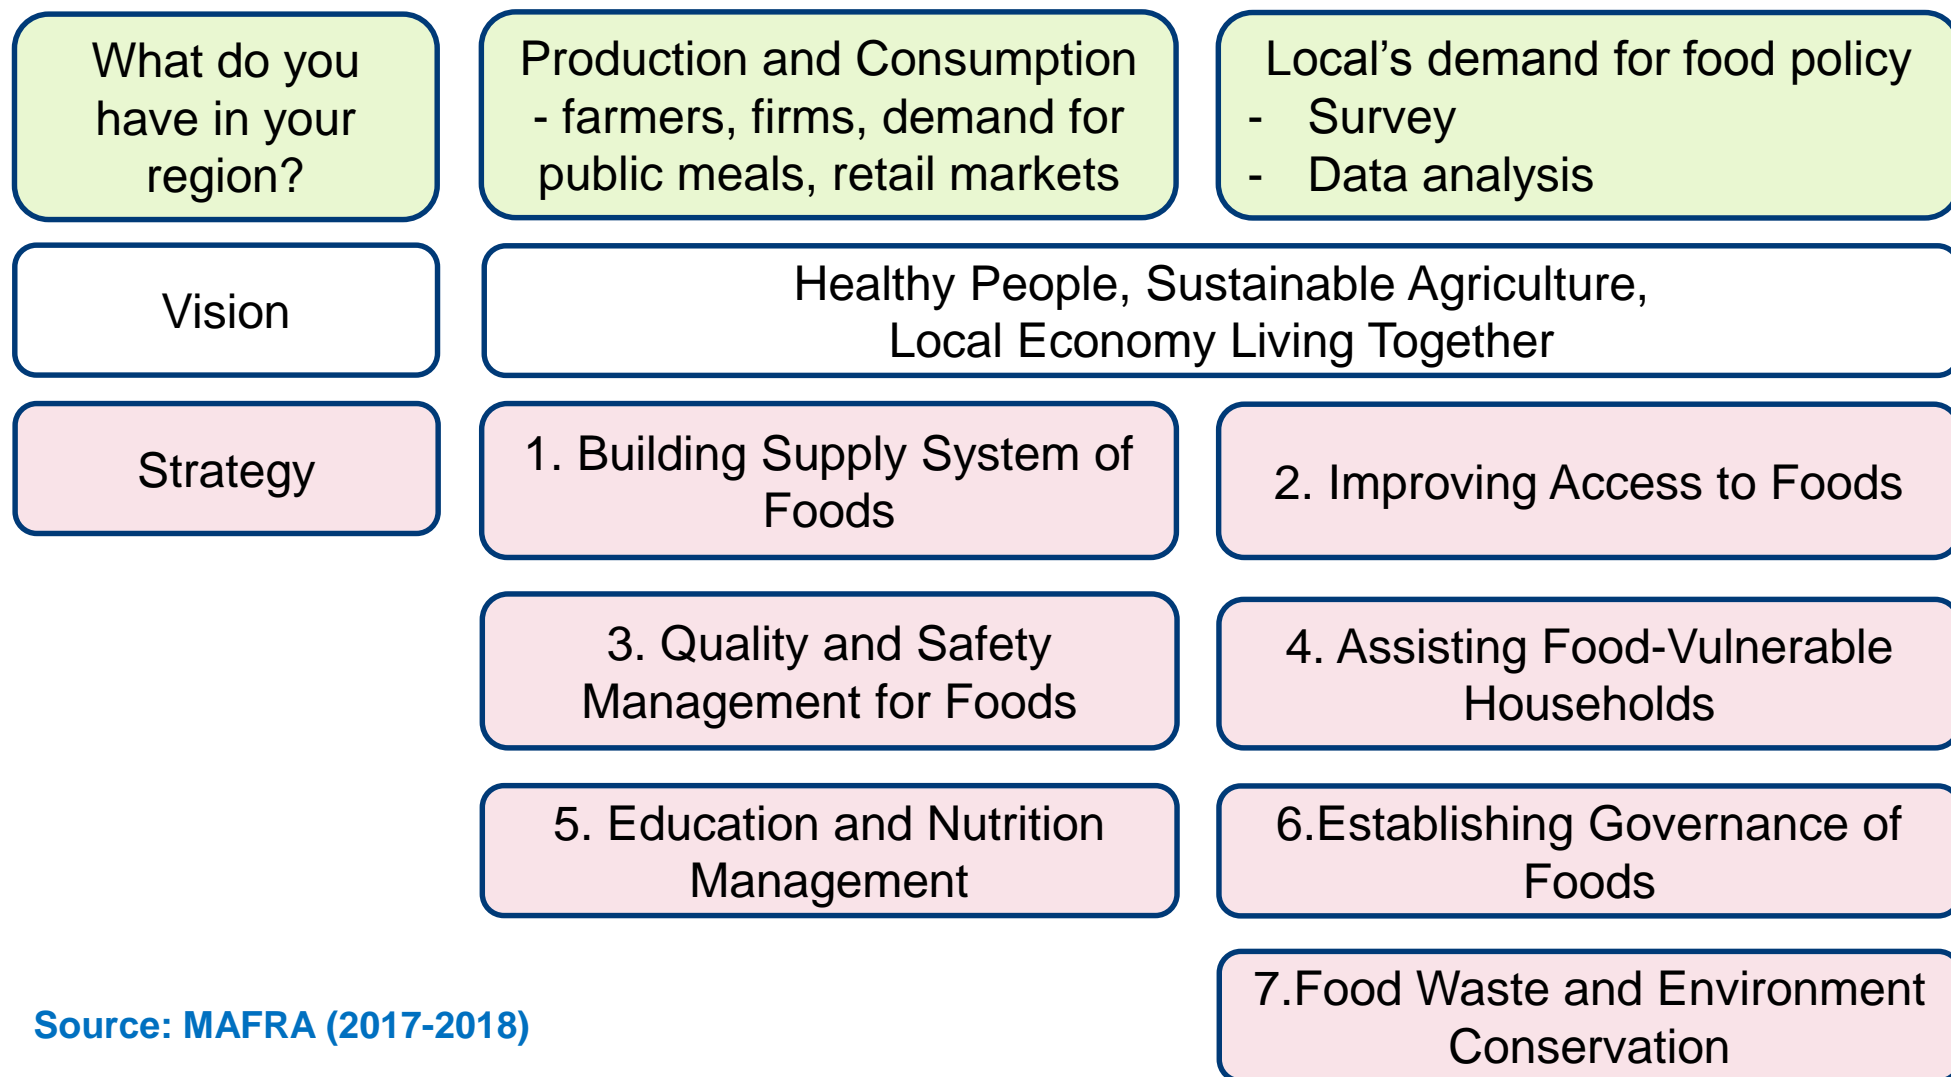 What do you
have in your
region?
Production and Consumption
- farmers, firms, demand for
public meals, retail markets
Local’s demand for food policy
- Survey
- Data analysis
Vision
Healthy People, Sustainable Agriculture,
Local Economy Living Together
Strategy
1. Building Supply System of
Foods
2. Improving Access to Foods
3. Quality and Safety
Management for Foods
4. Assisting Food-Vulnerable
Households
5. Education and Nutrition
Management
6.Establishing Governance of
Foods
7.Food Waste and Environment
Conservation
Source: MAFRA (2017-2018)